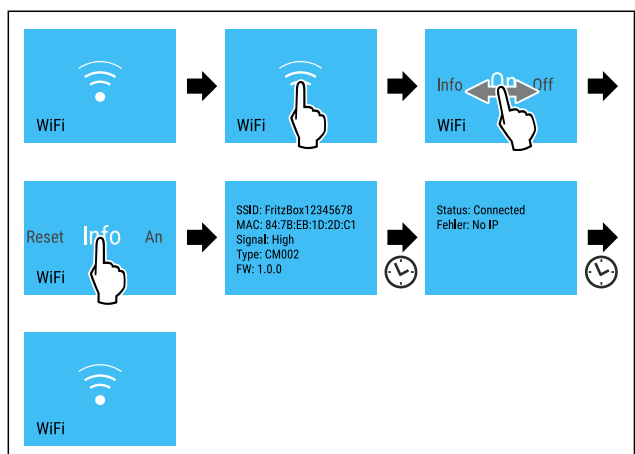 WiFi
WiFi
Info On Off
WiFi
Reset Info An
WiFi
SSID: FritzBox12345678
MAC: 84:7B:EB:1D:2D:C1
Signal: High
Type: CM002
FW: 1.0.0
Status: Connected
Fehler: No IP
WiFi